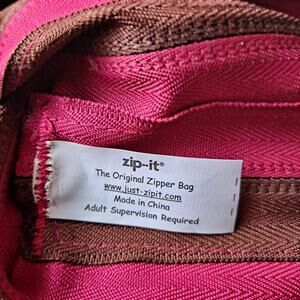 zip··it®
The Original Zipper Bag
www.just-zipit.com
Made in China
Adult Supervision Required